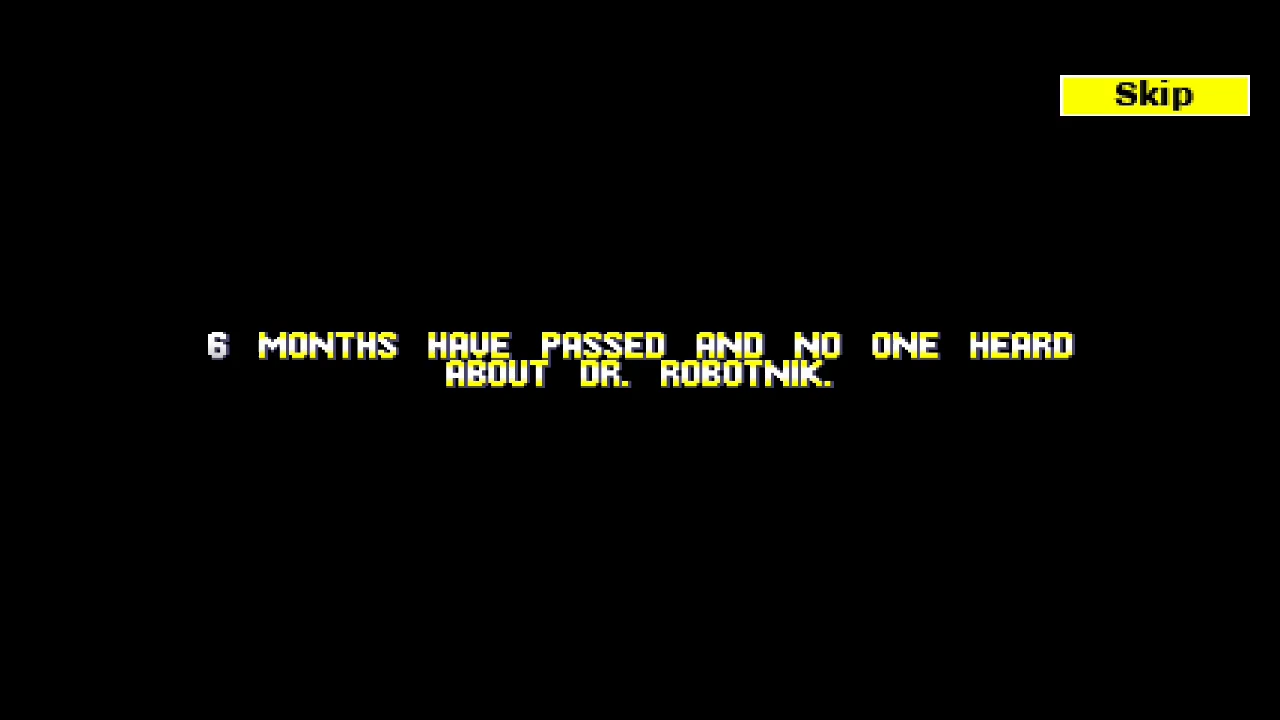 Skip
6 MONTHS HAVE PASSED AND NO ONE HEARD
ABOUT DR. ROBOTNIK.